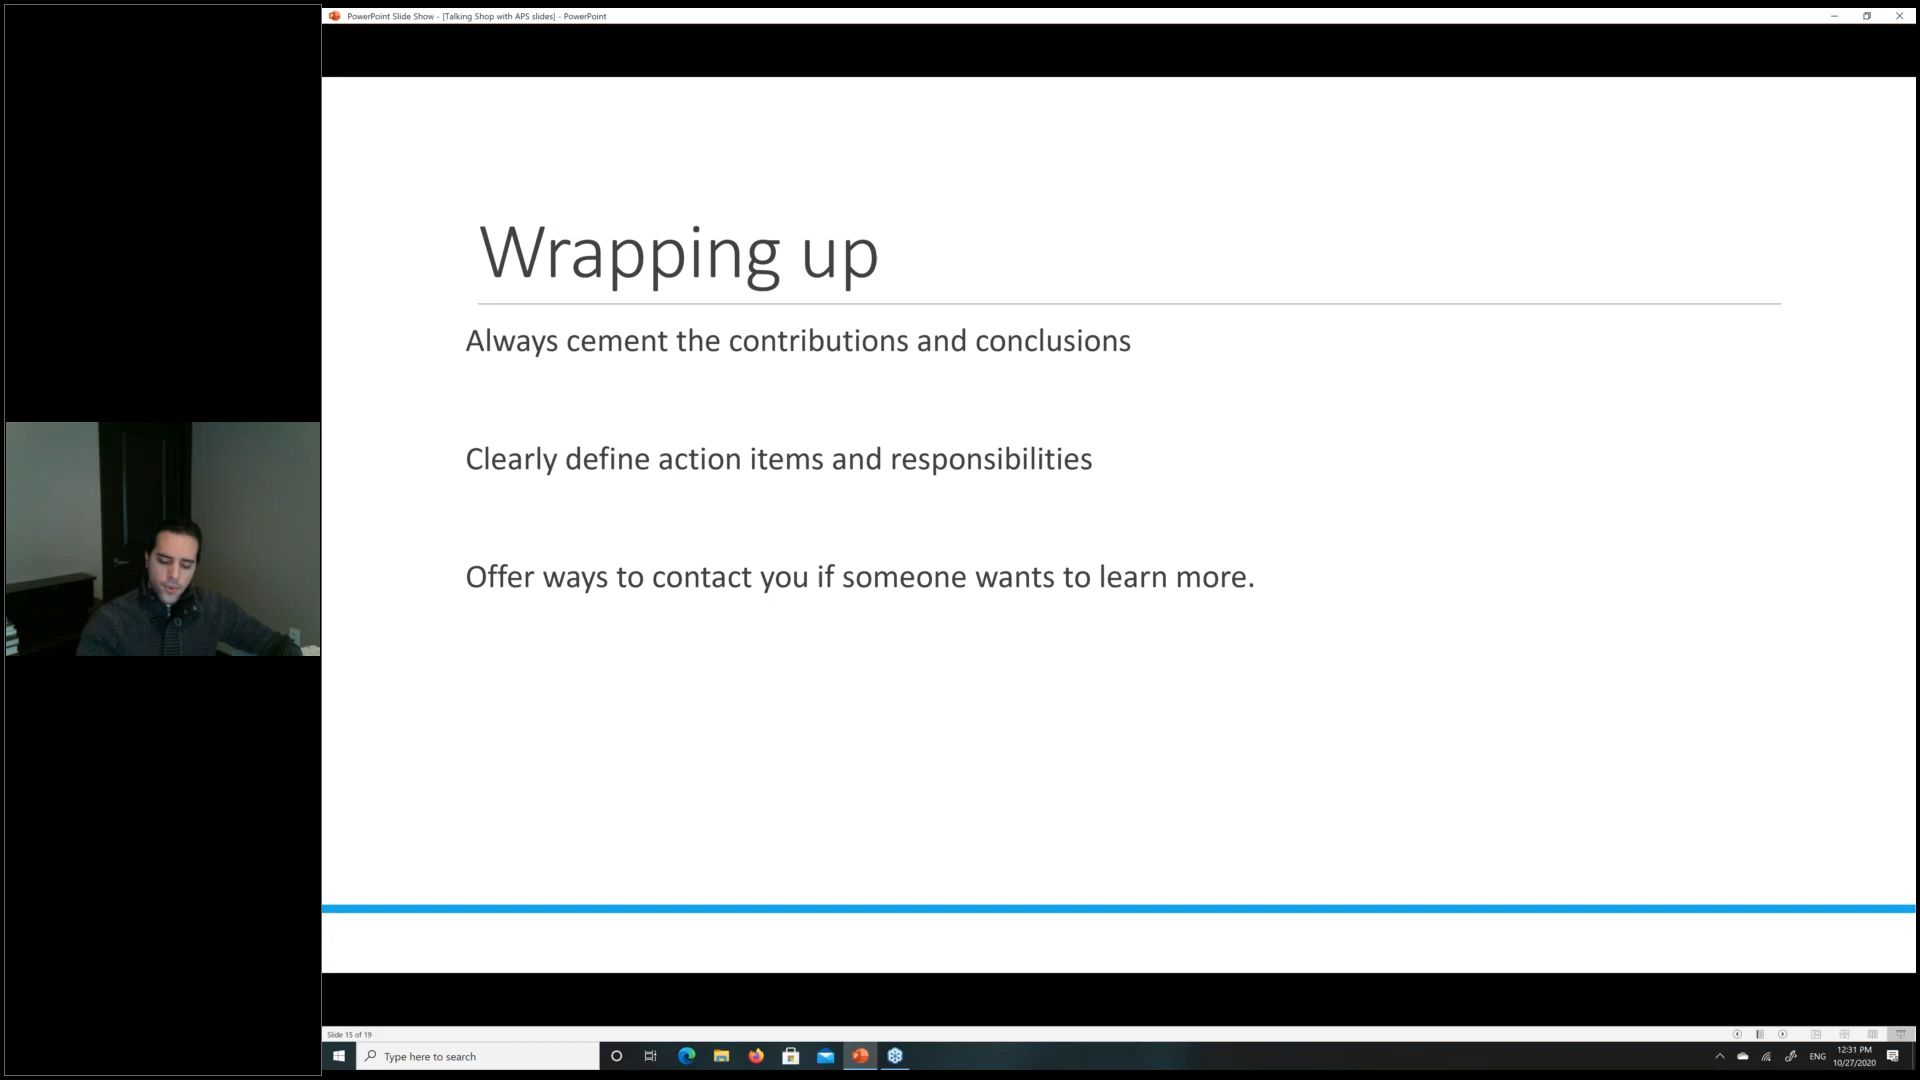 PowerPoint Slide Show - [Talking Shop with APS slides] - PowerPoint
Wrapping up
Always cement the contributions and conclusions
Clearly define action items and responsibilities
Offer ways to contact you if someone wants to learn more.
Slide 15 of 19
Type here to search
ENG
12:31 PM
10/27/2020